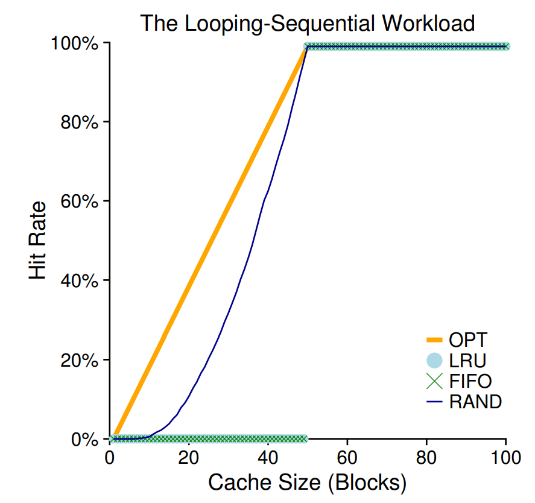 The Looping-Sequential Workload
100%
80%
60%
40%
20%
0%
Hit Rate
OPT
LRU
FIFO
RAND
0 20 40 60 80 100
Cache Size (Blocks)